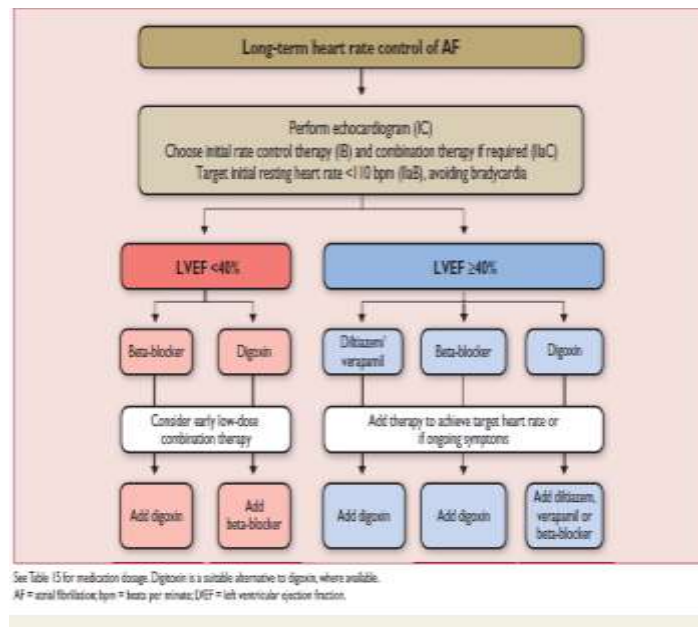 Long-term heart rate control of AF
Perform echocardiogram (IC)
Choose initial rate control therapy (IB) and combination therapy if required (IIaC)
Target initial resting heart rate <110 bpm (IIaB), avoiding bradycardia
LVEF <40%
LVEF ≥40%
Beta-blocker
Digoxin
Diltiazem/
verapamil
Beta-blocker
Digoxin
Consider early low-dose
combination therapy
Add therapy to achieve target heart rate or
if ongoing symptoms
Add digoxin
Add
beta-blocker
Add digoxin
Add digoxin
Add diltiazem,
verapamil or
beta-blocker
See Table 15 for medication dosage. Digitoxin is a suitable alternative to digoxin, where available.
AF = atrial fibrillation; bpm = beats per minute; LVEF = left ventricular ejection fraction.